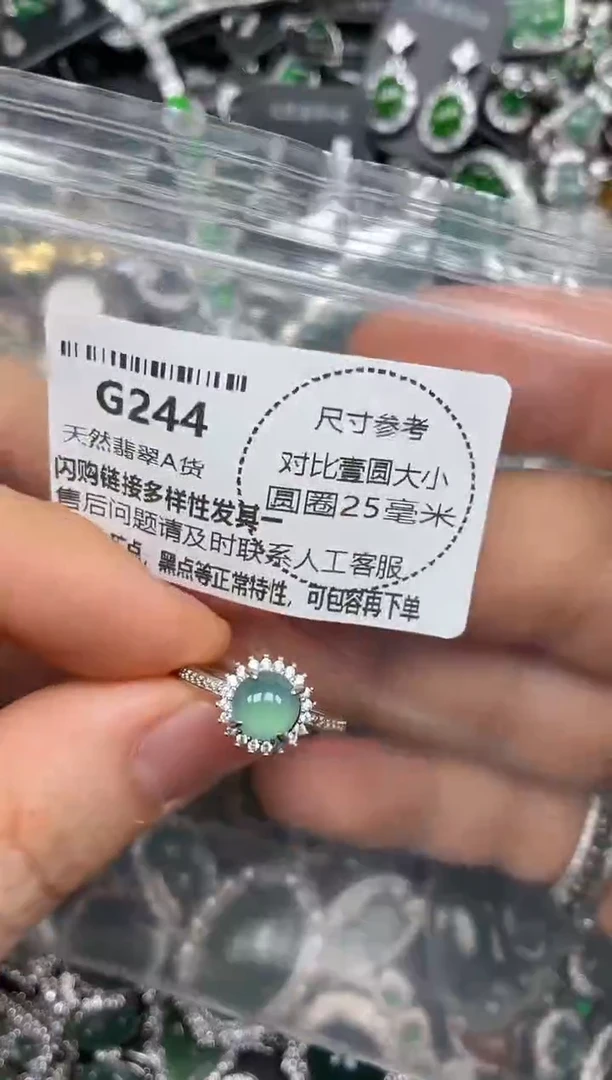 G244
天然翡翠A货
尺寸参考
对比壹圆大小
圆圈25毫米
闪购链接多样性发其一
售后问题请及时联系人工客服
点,黑点等正常特性,可包容再下单